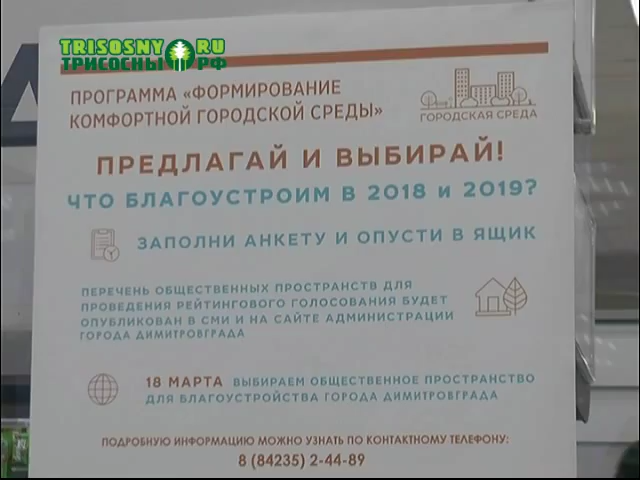 TRISOSNY.RU
ТРИСОСНЫ.РФ
ПРОГРАММА «ФОРМИРОВАНИЕ
КОМФОРТНОЙ ГОРОДСКОЙ СРЕДЫ»
ГОРОДСКАЯ СРЕДА
ПРЕДЛАГАЙ И ВЫБИРАЙ!
ЧТО БЛАГОУСТРОИМ В 2018 и 2019?
ЗАПОЛНИ АНКЕТУ И ОПУСТИ В ЯЩИК
ПЕРЕЧЕНЬ ОБЩЕСТВЕННЫХ ПРОСТРАНСТВ ДЛЯ
ПРОВЕДЕНИЯ РЕЙТИНГОВОГО ГОЛОСОВАНИЯ БУДЕТ
ОПУБЛИКОВАН В СМИ И НА САЙТЕ АДМИНИСТРАЦИИ
ГОРОДА ДИМИТРОВГРАДА
18 МАРТА ВЫБИРАЕМ ОБЩЕСТВЕННОЕ ПРОСТРАНСТВО
ДЛЯ БЛАГОУСТРОЙСТВА ГОРОДА ДИМИТРОВГРАДА
ПОДРОБНУЮ ИНФОРМАЦИЮ МОЖНО УЗНАТЬ ПО КОНТАКТНОМУ ТЕЛЕФОНУ:
8 (84235) 2-44-89